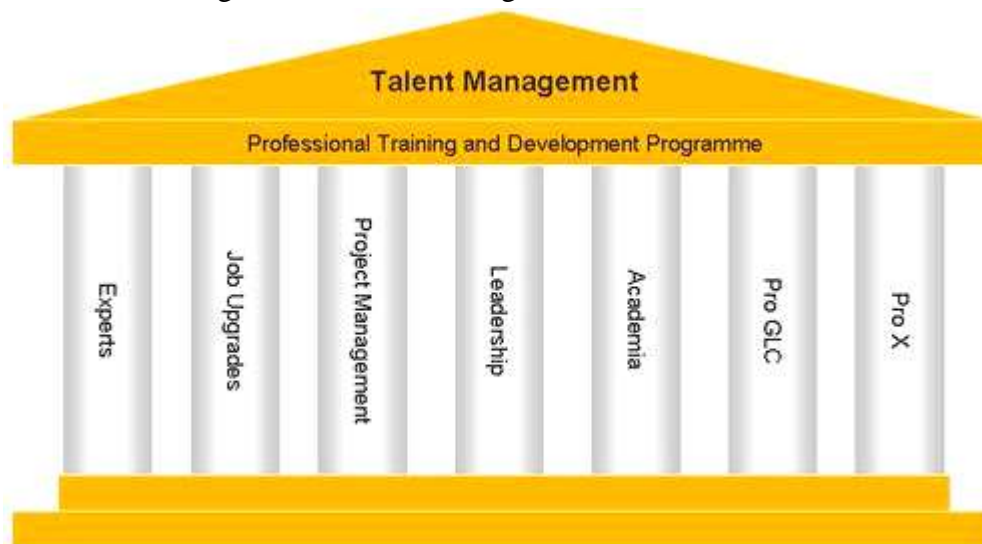 Talent Management
Professional Training and Development Programme
Experts
Job Upgrades
Project Management
Leadership
Academia
Pro GLC
Pro X